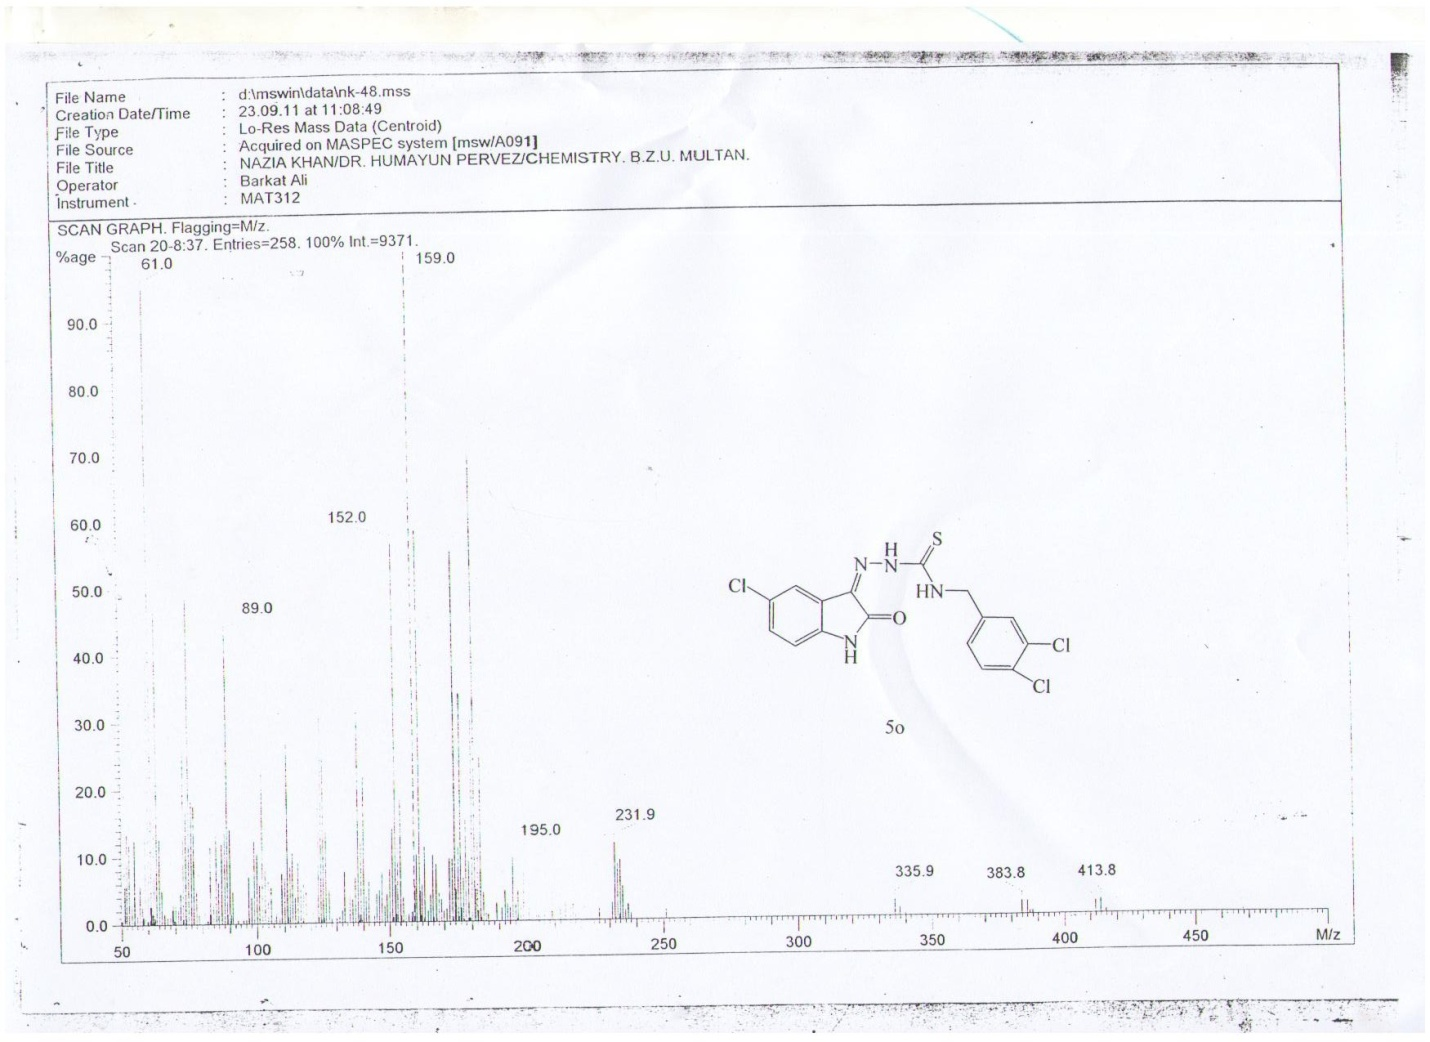 File Name : d:\mswin\data\nk-48.mss
Creation Date/Time : 23.09.11 at 11:08:49
File Type : Lo-Res Mass Data (Centroid)
File Source : Acquired on MASPEC system [msw/A091]
File Title : NAZIA KHAN/DR. HUMAYUN PERVEZ/CHEMISTRY. B.Z.U. MULTAN.
Operator : Barkat Ali
Instrument : MAT312
SCAN GRAPH. Flagging=M/z.
Scan 20-8:37. Entries=258. 100% Int.=9371.
%age
61.0
159.0
90.0
80.0
70.0
60.0
152.0
50.0
89.0
40.0
30.0
20.0
10.0
0.0
195.0
231.9
335.9
383.8
413.8
Cl
N
H
N
S
HN
O
N
H
Cl
Cl
5o
50 100 150 200 250 300 350 400 450 M/z